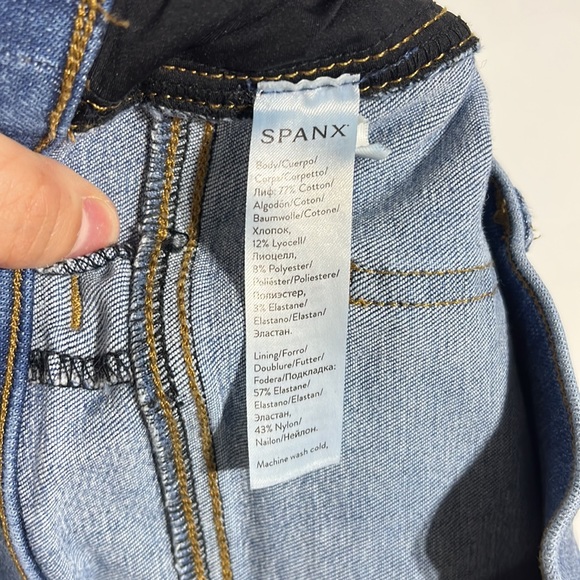 SPANX
Body/Cuerpo/
Corps/Corpetto/
Лиф: 77% Cotton/
Algodón/Coton/
Baumwolle/Cotone/
Хлопок,
12% Lyocell/
Лиоцелл,
8% Polyester/
Poliéster/Poliestere/
Полиэстер,
3% Elastane/
Elastano/Elastan/
Эластан.
Lining/Forro/
Doublure/Futter/
Fodera/Подкладка:
57% Elastane/
Elastano/Elastan/
Эластан,
43% Nylon/
Nailon/Нейлон.
Machine wash cold,